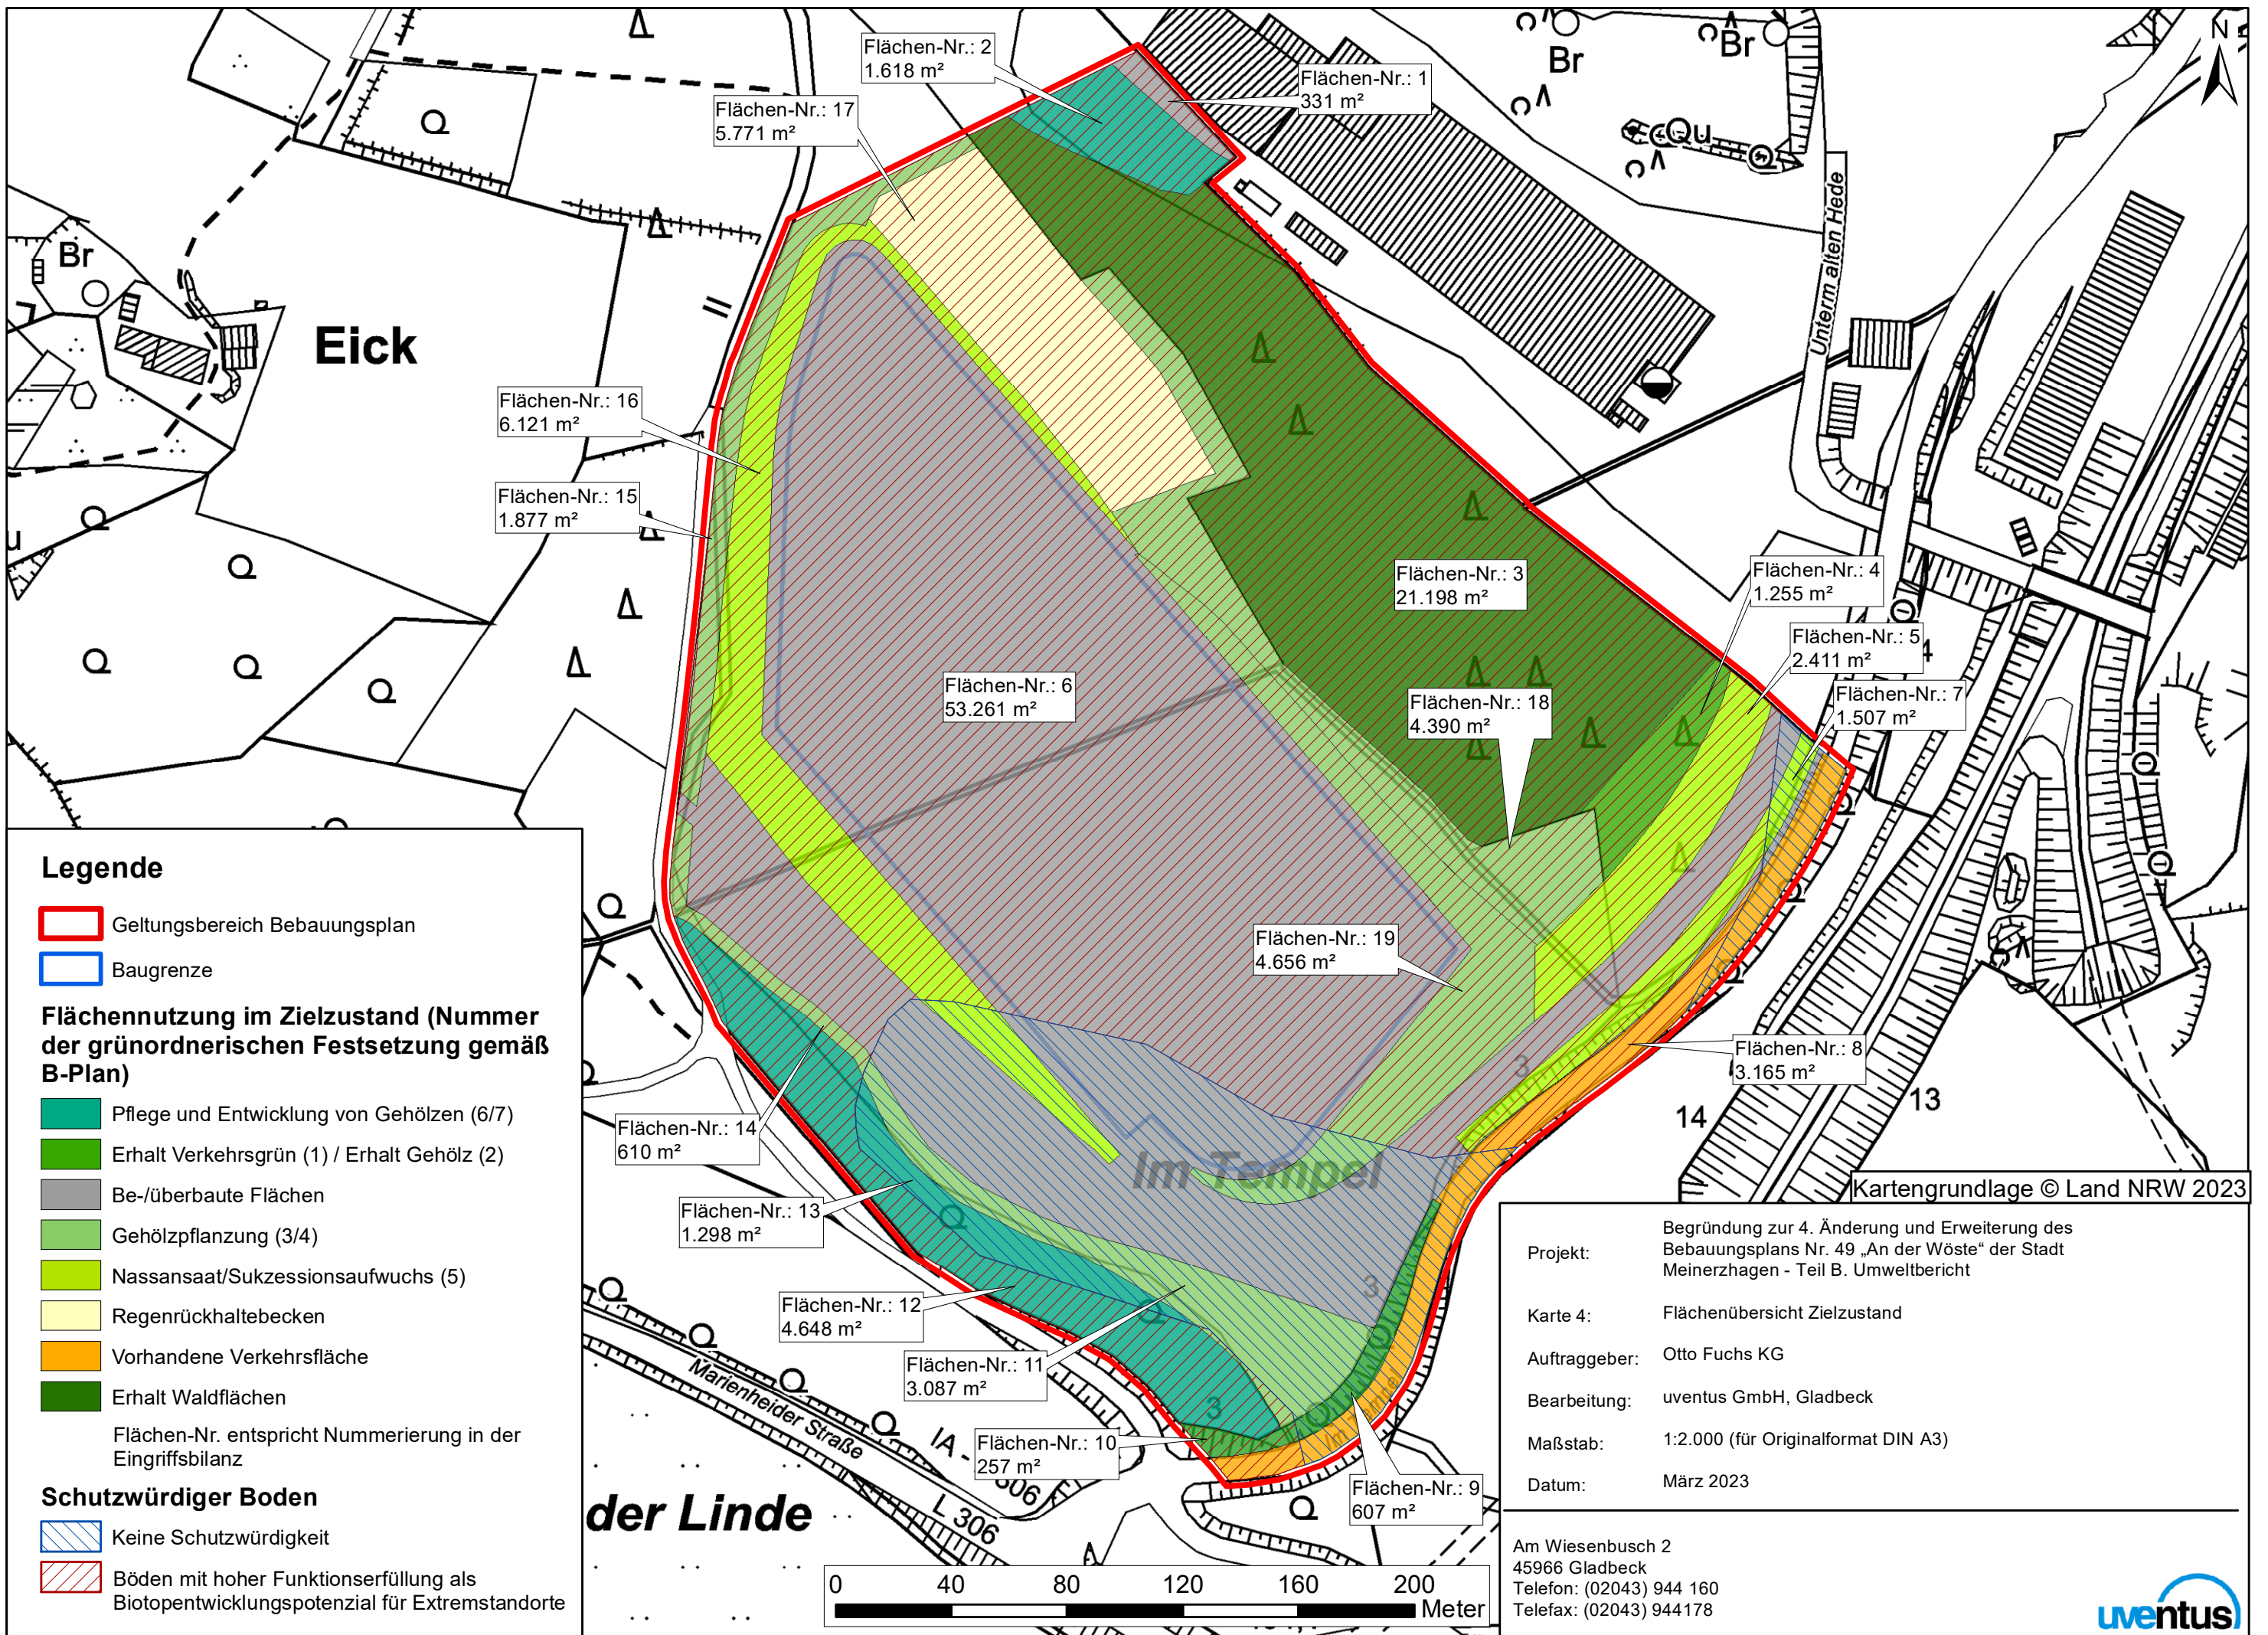 Flächen-Nr.: 2
1.618 m²
Flächen-Nr.: 1
331 m²
Flächen-Nr.: 17
5.771 m²
Br
Br
Qu
N
Unterm alten Hede
Br
Eick
Flächen-Nr.: 16
6.121 m²
Flächen-Nr.: 15
1.877 m²
Flächen-Nr.: 3
21.198 m²
Flächen-Nr.: 4
1.255 m²
Flächen-Nr.: 5
2.411 m²
Flächen-Nr.: 6
53.261 m²
Flächen-Nr.: 18
4.390 m²
Flächen-Nr.: 7
1.507 m²
Flächen-Nr.: 19
4.656 m²
Flächen-Nr.: 8
3.165 m²
3
14
13
Flächen-Nr.: 14
610 m²
Im Tempel
Flächen-Nr.: 13
1.298 m²
3
Flächen-Nr.: 12
4.648 m²
Flächen-Nr.: 11
3.087 m²
3
Im Tempel
Flächen-Nr.: 10
257 m²
Flächen-Nr.: 9
607 m²
Marienheider Straße
L 306
der Linde
0 40 80 120 160 200
Meter
Legende
Geltungsbereich Bebauungsplan
Baugrenze
Flächennutzung im Zielzustand (Nummer
der grünordnerischen Festsetzung gemäß
B-Plan)
Pflege und Entwicklung von Gehölzen (6/7)
Erhalt Verkehrsgrün (1) / Erhalt Gehölz (2)
Be-/überbaute Flächen
Gehölzpflanzung (3/4)
Nassansaat/Sukzessionsaufwuchs (5)
Regenrückhaltebecken
Vorhandene Verkehrsfläche
Erhalt Waldflächen
Flächen-Nr. entspricht Nummerierung in der
Eingriffsbilanz
Schutzwürdiger Boden
Keine Schutzwürdigkeit
Böden mit hoher Funktionserfüllung als
Biotopentwicklungspotenzial für Extremstandorte
Kartengrundlage © Land NRW 2023
Projekt: Begründung zur 4. Änderung und Erweiterung des
Bebauungsplans Nr. 49 „An der Wöste“ der Stadt
Meinerzhagen - Teil B. Umweltbericht
Karte 4: Flächenübersicht Zielzustand
Auftraggeber: Otto Fuchs KG
Bearbeitung: uventus GmbH, Gladbeck
Maßstab: 1:2.000 (für Originalformat DIN A3)
Datum: März 2023
Am Wiesenbusch 2
45966 Gladbeck
Telefon: (02043) 944 160
Telefax: (02043) 944178
uventus